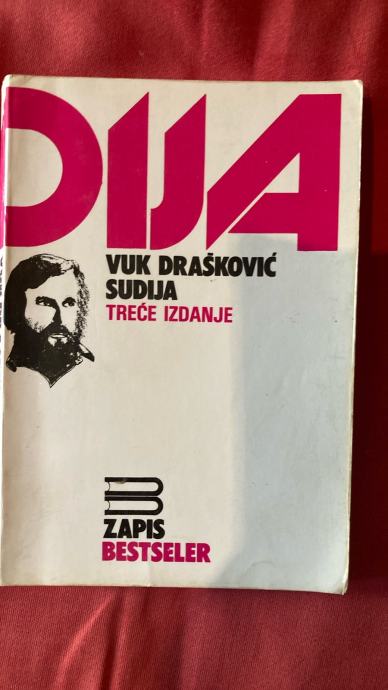 DIJA
VUK DRAŠKOVIĆ
SUDIJA
TREĆE IZDANJE
ZAPIS
BESTSELER